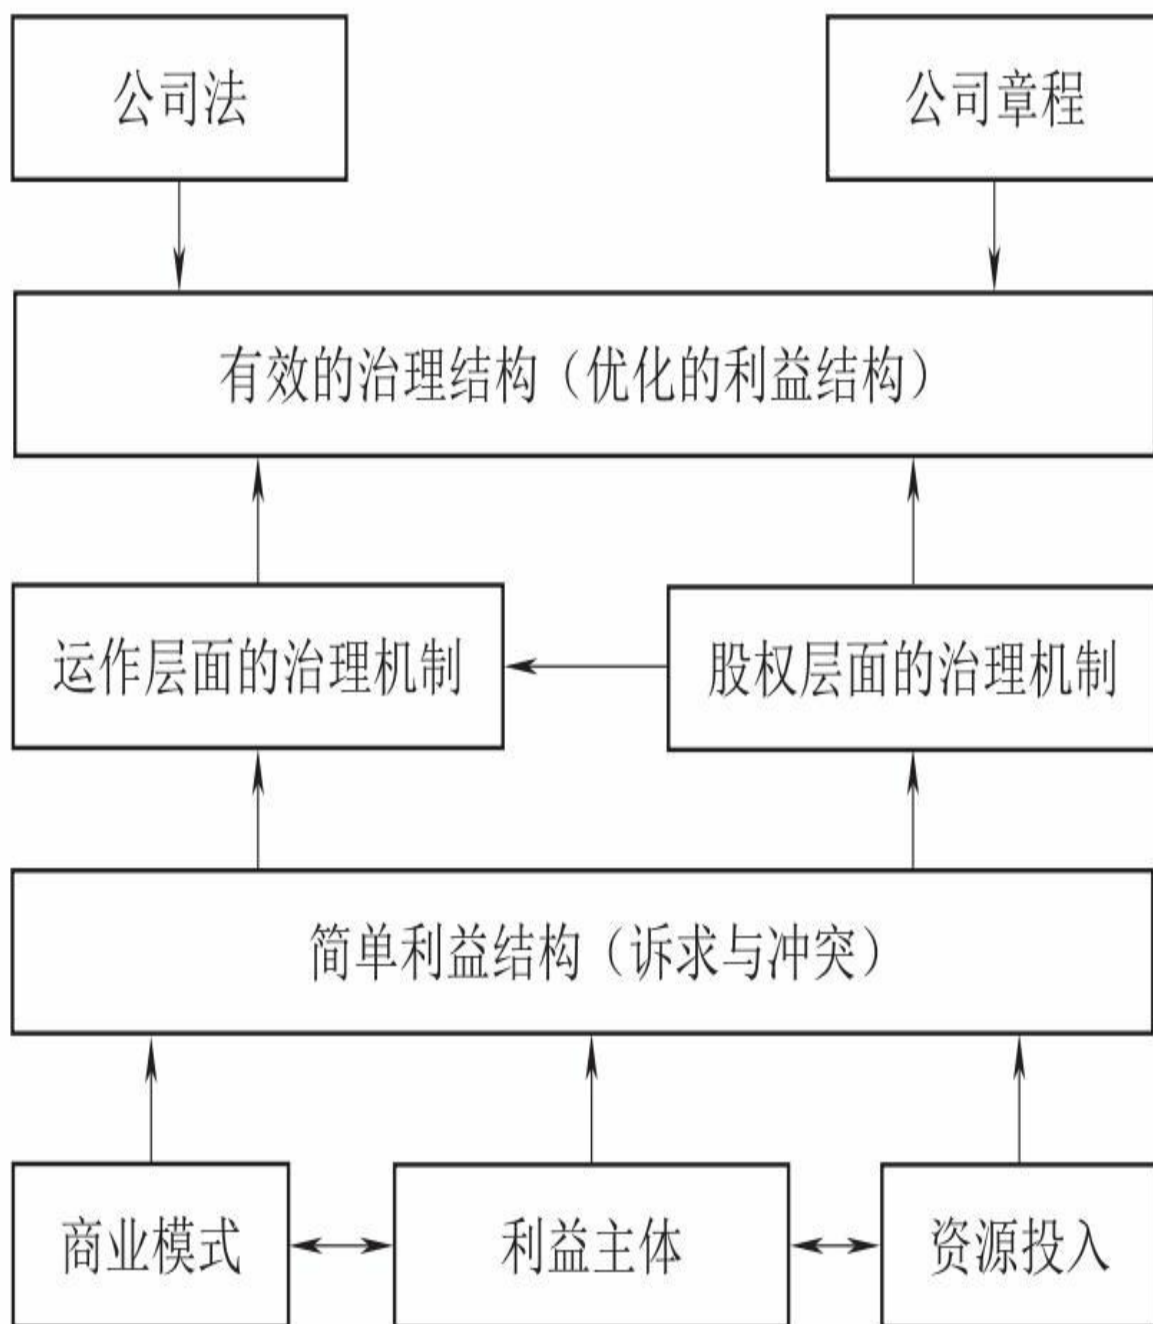 公司法
公司章程
有效的治理结构（优化的利益结构）
运作层面的治理机制
股权层面的治理机制
简单利益结构（诉求与冲突）
商业模式
利益主体
资源投入